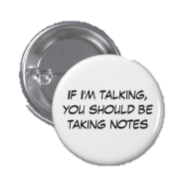 IF I'M TALKING,
YOU SHOULD BE
TAKING NOTES